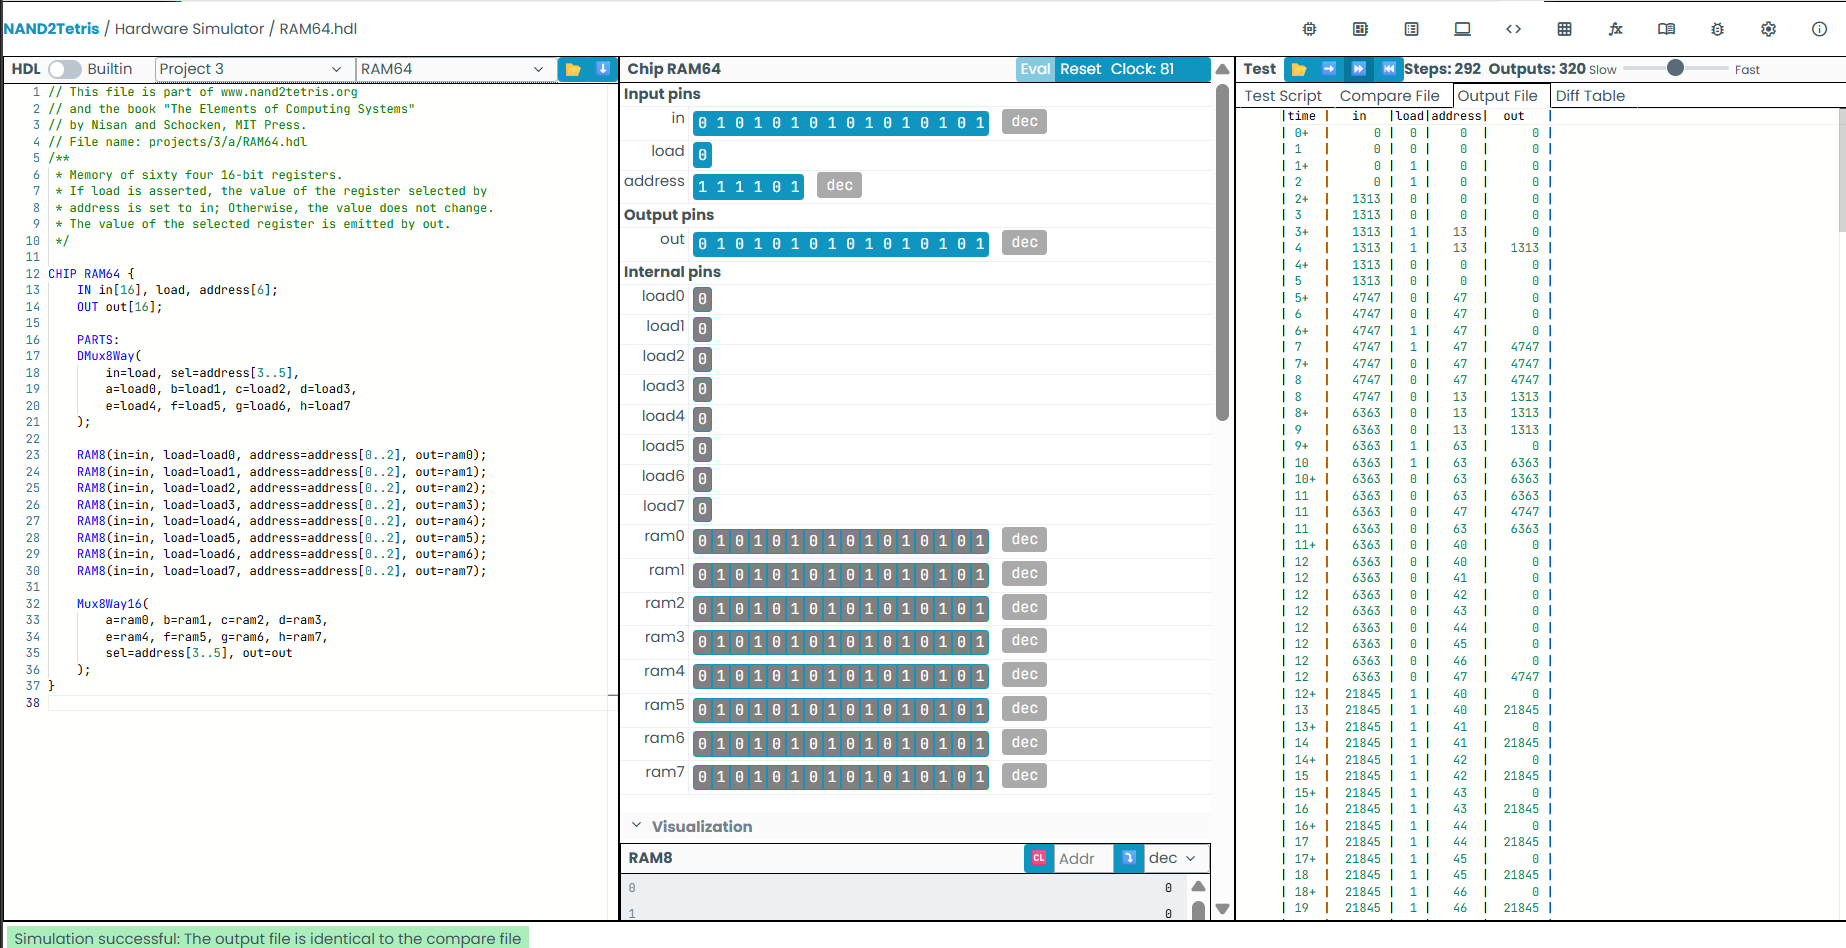 NAND2Tetris / Hardware Simulator / RAM64.hdl
HDL Builtin Project 3 RAM64
1 // This file is part of www.nand2tetris.org
2 // and the book "The Elements of Computing Systems"
3 // by Nisan and Schocken, MIT Press.
4 // File name: projects/3/a/RAM64.hdl
5 /**
6 * Memory of sixty four 16-bit registers.
7 * If load is asserted, the value of the register selected by
8 * address is set to in; Otherwise, the value does not change.
9 * The value of the selected register is emitted by out.
10 */
11
12 CHIP RAM64 {
13 IN in[16], load, address[6];
14 OUT out[16];
15
16 PARTS:
17 DMux8Way(
18 in=load, sel=address[3..5],
19 a=load0, b=load1, c=load2, d=load3,
20 e=load4, f=load5, g=load6, h=load7
21 );
22
23 RAM8(in=in, load=load0, address=address[0..2], out=ram0);
24 RAM8(in=in, load=load1, address=address[0..2], out=ram1);
25 RAM8(in=in, load=load2, address=address[0..2], out=ram2);
26 RAM8(in=in, load=load3, address=address[0..2], out=ram3);
27 RAM8(in=in, load=load4, address=address[0..2], out=ram4);
28 RAM8(in=in, load=load5, address=address[0..2], out=ram5);
29 RAM8(in=in, load=load6, address=address[0..2], out=ram6);
30 RAM8(in=in, load=load7, address=address[0..2], out=ram7);
31
32 Mux8Way16(
33 a=ram0, b=ram1, c=ram2, d=ram3,
34 e=ram4, f=ram5, g=ram6, h=ram7,
35 sel=address[3..5], out=out
36 );
37 }
38
Chip RAM64 Eval Reset Clock: 81
Input pins
in 0 1 0 1 0 1 0 1 0 1 0 1 0 1 0 1 dec
load 0
address 1 1 1 1 0 1 dec
Output pins
out 0 1 0 1 0 1 0 1 0 1 0 1 0 1 0 1 dec
Internal pins
load0 0
load1 0
load2 0
load3 0
load4 0
load5 0
load6 0
load7 0
ram0 0 1 0 1 0 1 0 1 0 1 0 1 0 1 0 1 dec
ram1 0 1 0 1 0 1 0 1 0 1 0 1 0 1 0 1 dec
ram2 0 1 0 1 0 1 0 1 0 1 0 1 0 1 0 1 dec
ram3 0 1 0 1 0 1 0 1 0 1 0 1 0 1 0 1 dec
ram4 0 1 0 1 0 1 0 1 0 1 0 1 0 1 0 1 dec
ram5 0 1 0 1 0 1 0 1 0 1 0 1 0 1 0 1 dec
ram6 0 1 0 1 0 1 0 1 0 1 0 1 0 1 0 1 dec
ram7 0 1 0 1 0 1 0 1 0 1 0 1 0 1 0 1 dec
Visualization
RAM8 CL Addr dec
0 0
1 0
Test Steps: 292 Outputs: 320 Slow Fast
Test Script Compare File Output File Diff Table
|time | in |load|address| out |
| 0+ | 0 | 0 | 0 | 0 |
| 1 | 0 | 0 | 0 | 0 |
| 1+ | 0 | 1 | 0 | 0 |
| 2 | 0 | 1 | 0 | 0 |
| 2+ | 1313 | 0 | 0 | 0 |
| 3 | 1313 | 0 | 0 | 0 |
| 3+ | 1313 | 1 | 13 | 0 |
| 4 | 1313 | 1 | 13 | 1313 |
| 4+ | 1313 | 0 | 0 | 0 |
| 5 | 1313 | 0 | 0 | 0 |
| 5+ | 4747 | 0 | 47 | 0 |
| 6 | 4747 | 0 | 47 | 0 |
| 6+ | 4747 | 1 | 47 | 0 |
| 7 | 4747 | 1 | 47 | 4747 |
| 7+ | 4747 | 0 | 47 | 4747 |
| 8 | 4747 | 0 | 47 | 4747 |
| 8 | 4747 | 0 | 13 | 1313 |
| 8+ | 6363 | 0 | 13 | 1313 |
| 9 | 6363 | 0 | 13 | 1313 |
| 9+ | 6363 | 1 | 63 | 0 |
| 10 | 6363 | 1 | 63 | 6363 |
| 10+ | 6363 | 0 | 63 | 6363 |
| 11 | 6363 | 0 | 63 | 6363 |
| 11 | 6363 | 0 | 47 | 4747 |
| 11 | 6363 | 0 | 63 | 6363 |
| 11+ | 6363 | 0 | 40 | 0 |
| 12 | 6363 | 0 | 40 | 0 |
| 12 | 6363 | 0 | 41 | 0 |
| 12 | 6363 | 0 | 42 | 0 |
| 12 | 6363 | 0 | 43 | 0 |
| 12 | 6363 | 0 | 44 | 0 |
| 12 | 6363 | 0 | 45 | 0 |
| 12 | 6363 | 0 | 46 | 0 |
| 12 | 6363 | 0 | 47 | 4747 |
| 12+ | 21845 | 1 | 40 | 0 |
| 13 | 21845 | 1 | 40 | 21845 |
| 13+ | 21845 | 1 | 41 | 0 |
| 14 | 21845 | 1 | 41 | 21845 |
| 14+ | 21845 | 1 | 42 | 0 |
| 15 | 21845 | 1 | 42 | 21845 |
| 15+ | 21845 | 1 | 43 | 0 |
| 16 | 21845 | 1 | 43 | 21845 |
| 16+ | 21845 | 1 | 44 | 0 |
| 17 | 21845 | 1 | 44 | 21845 |
| 17+ | 21845 | 1 | 45 | 0 |
| 18 | 21845 | 1 | 45 | 21845 |
| 18+ | 21845 | 1 | 46 | 0 |
| 19 | 21845 | 1 | 46 | 21845 |
Simulation successful: The output file is identical to the compare file